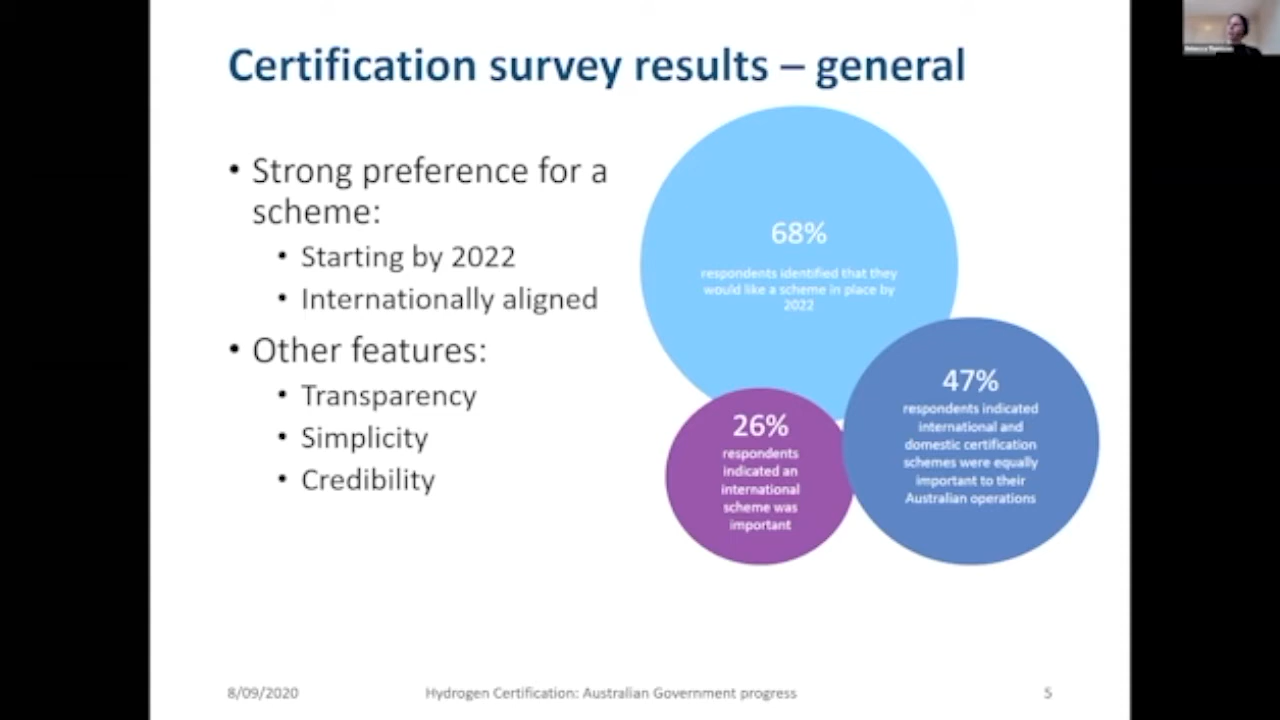 Certification survey results – general
• Strong preference for a
scheme:
• Starting by 2022
• Internationally aligned
• Other features:
• Transparency
• Simplicity
• Credibility
68%
respondents identified that they
would like a scheme in place by
2022
47%
respondents indicated
international and
domestic certification
schemes were equally
important to their
Australian operations
26%
respondents
indicated an
international
scheme was
important
8/09/2020
Hydrogen Certification: Australian Government progress
5